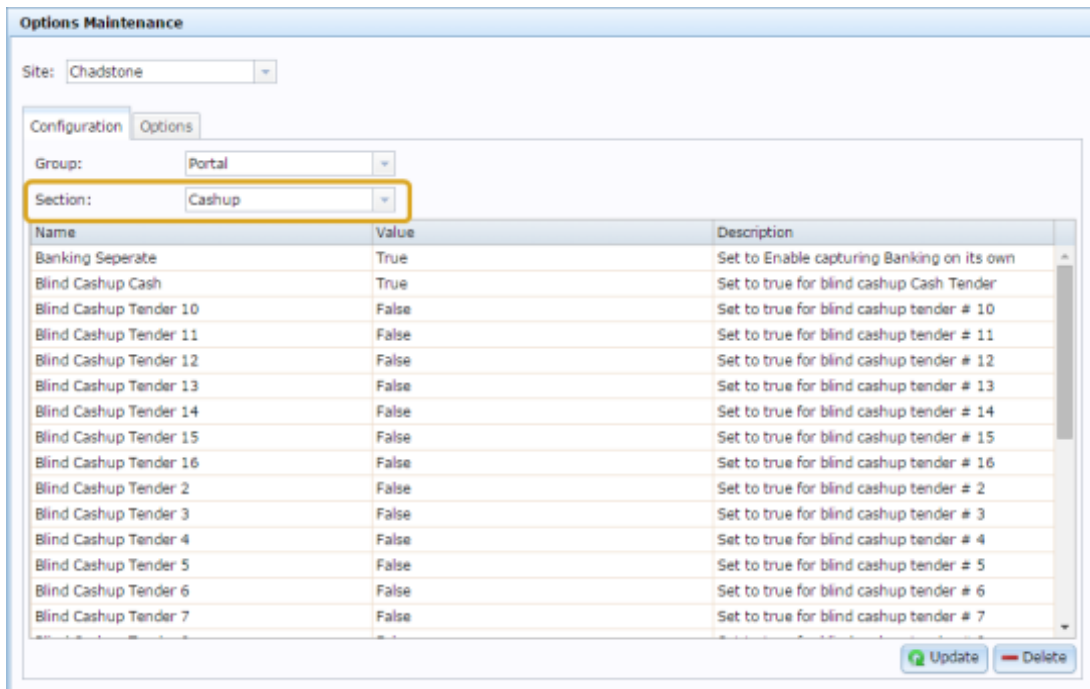 Options Maintenance
Site: Chadstone
Configuration Options
Group: Portal
Section: Cashup
Name Value Description
Banking Seperate True Set to Enable capturing Banking on its own
Blind Cashup Cash True Set to true for blind cashup Cash Tender
Blind Cashup Tender 10 False Set to true for blind cashup tender # 10
Blind Cashup Tender 11 False Set to true for blind cashup tender # 11
Blind Cashup Tender 12 False Set to true for blind cashup tender # 12
Blind Cashup Tender 13 False Set to true for blind cashup tender # 13
Blind Cashup Tender 14 False Set to true for blind cashup tender # 14
Blind Cashup Tender 15 False Set to true for blind cashup tender # 15
Blind Cashup Tender 16 False Set to true for blind cashup tender # 16
Blind Cashup Tender 2 False Set to true for blind cashup tender # 2
Blind Cashup Tender 3 False Set to true for blind cashup tender # 3
Blind Cashup Tender 4 False Set to true for blind cashup tender # 4
Blind Cashup Tender 5 False Set to true for blind cashup tender # 5
Blind Cashup Tender 6 False Set to true for blind cashup tender # 6
Blind Cashup Tender 7 False Set to true for blind cashup tender # 7
Update Delete